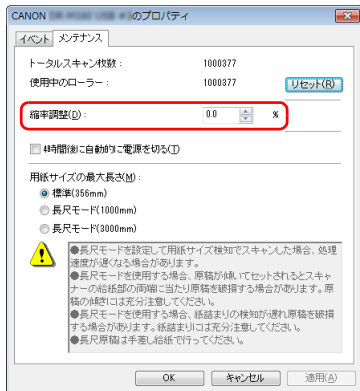 CANON のプロパティ
イベント メンテナンス
トータルスキャン枚数: 1000377
使用中のローラー: 1000377 リセット(R)
縮率調整(D): 0.0 %
4時間後に自動的に電源を切る(T)
用紙サイズの最大長さ(M):
標準(356mm)
長尺モード(1000mm)
長尺モード(3000mm)
●長尺モードを設定して用紙サイズ検知でスキャンした場合、処理
速度が遅くなる場合があります。
●長尺モードを使用する場合、原稿が傾いてセットされるとスキャ
ナーの給紙部の両端に当たり原稿を破損する場合があります。原
稿の傾きには充分注意してください。
●長尺モードを使用する場合、紙詰まりの検知が遅れ原稿を破損
する場合があります。紙詰まりには充分注意してください。
●長尺原稿は手差し給紙で行ってください。
OK キャンセル 適用(A)